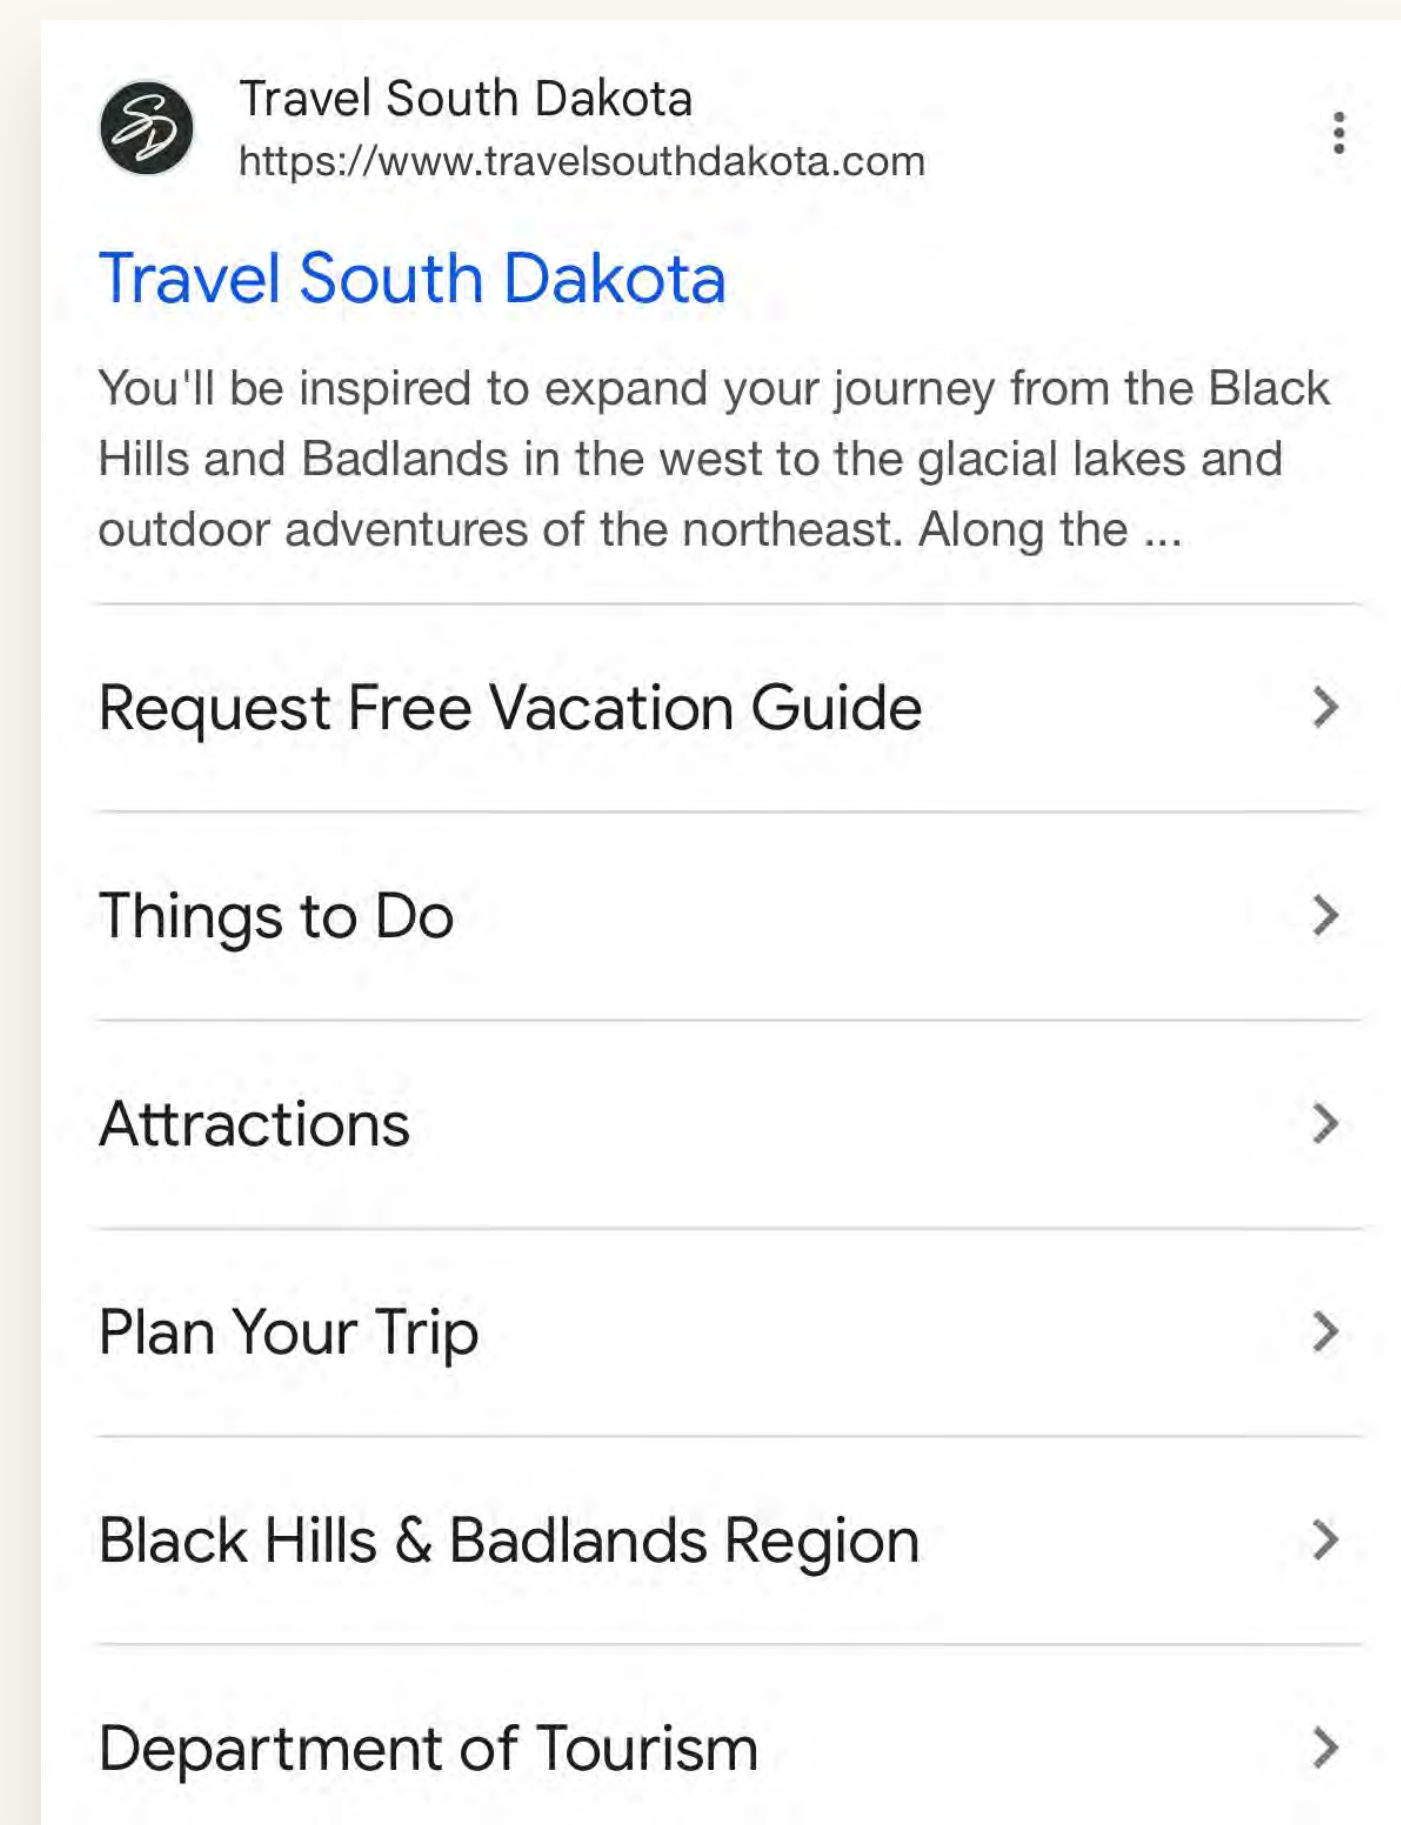 SD
Travel South Dakota
https://www.travelsouthdakota.com
Travel South Dakota
You'll be inspired to expand your journey from the Black
Hills and Badlands in the west to the glacial lakes and
outdoor adventures of the northeast. Along the ...
Request Free Vacation Guide
Things to Do
Attractions
Plan Your Trip
Black Hills & Badlands Region
Department of Tourism